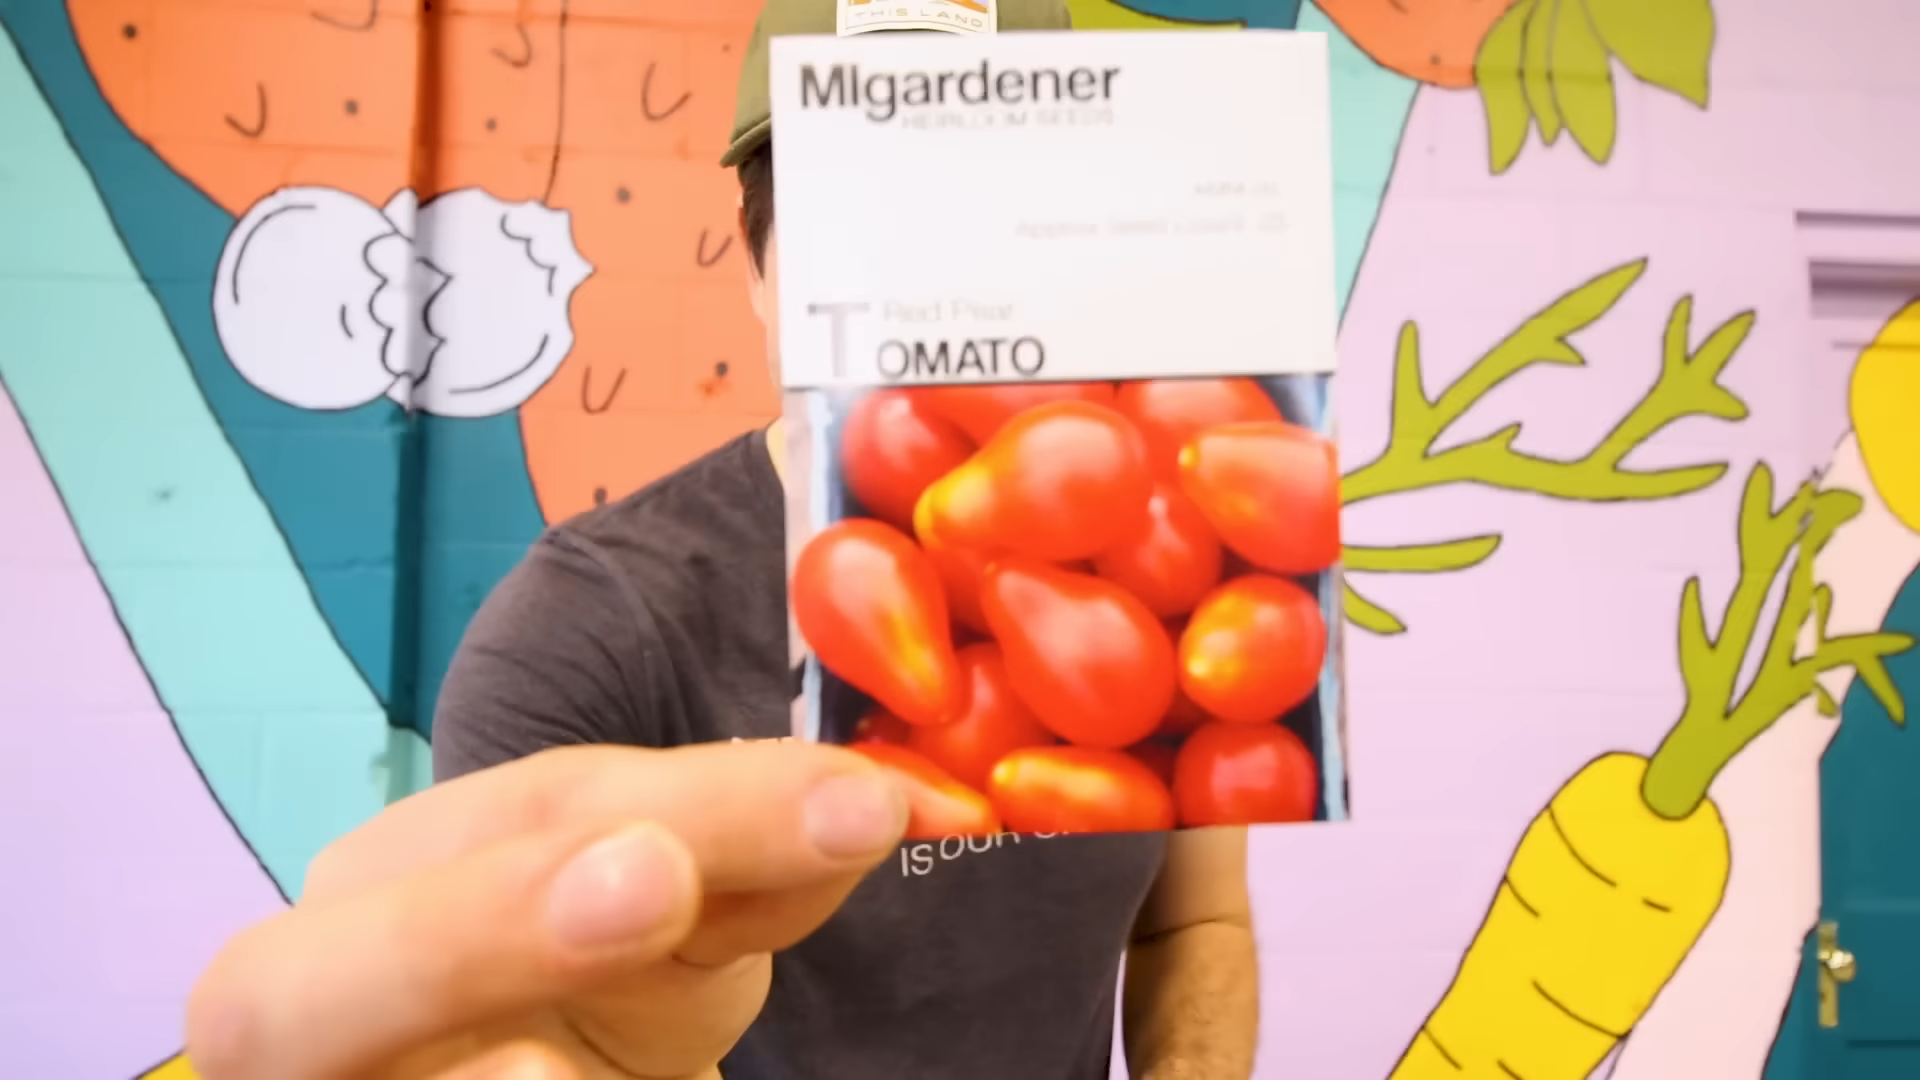 THIS LAND
MIgardener
HEIRLOOM SEEDS
Red Pear
TOMATO
IS OUR